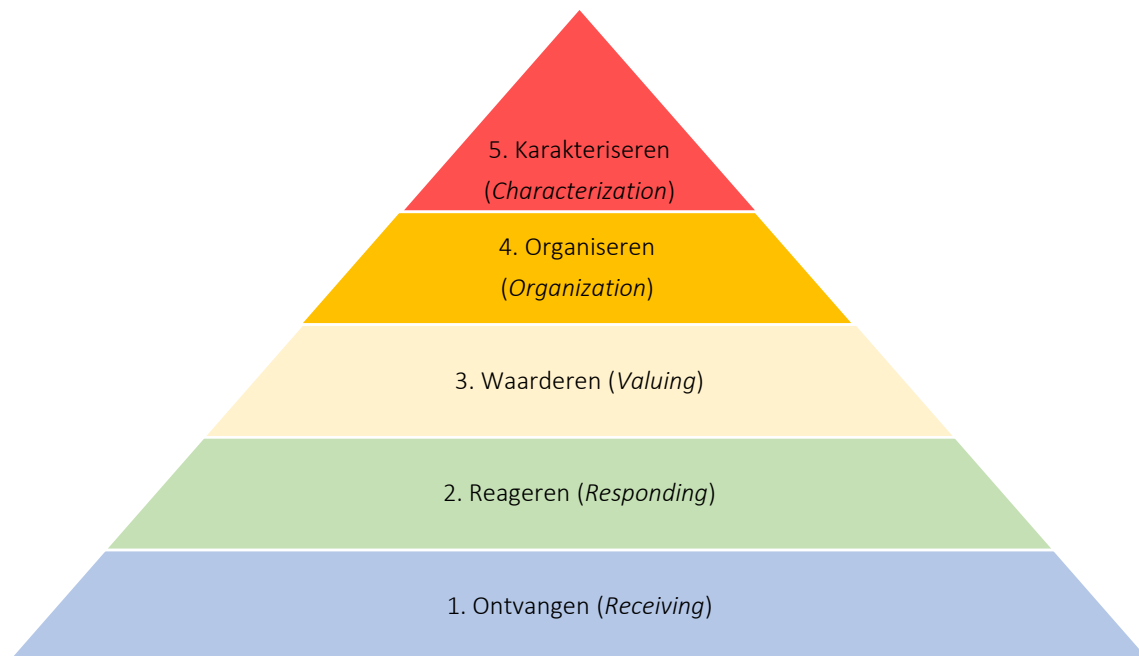 5. Karakteriseren
(Characterization)
4. Organiseren
(Organization)
3. Waarderen (Valuing)
2. Reageren (Responding)
1. Ontvangen (Receiving)